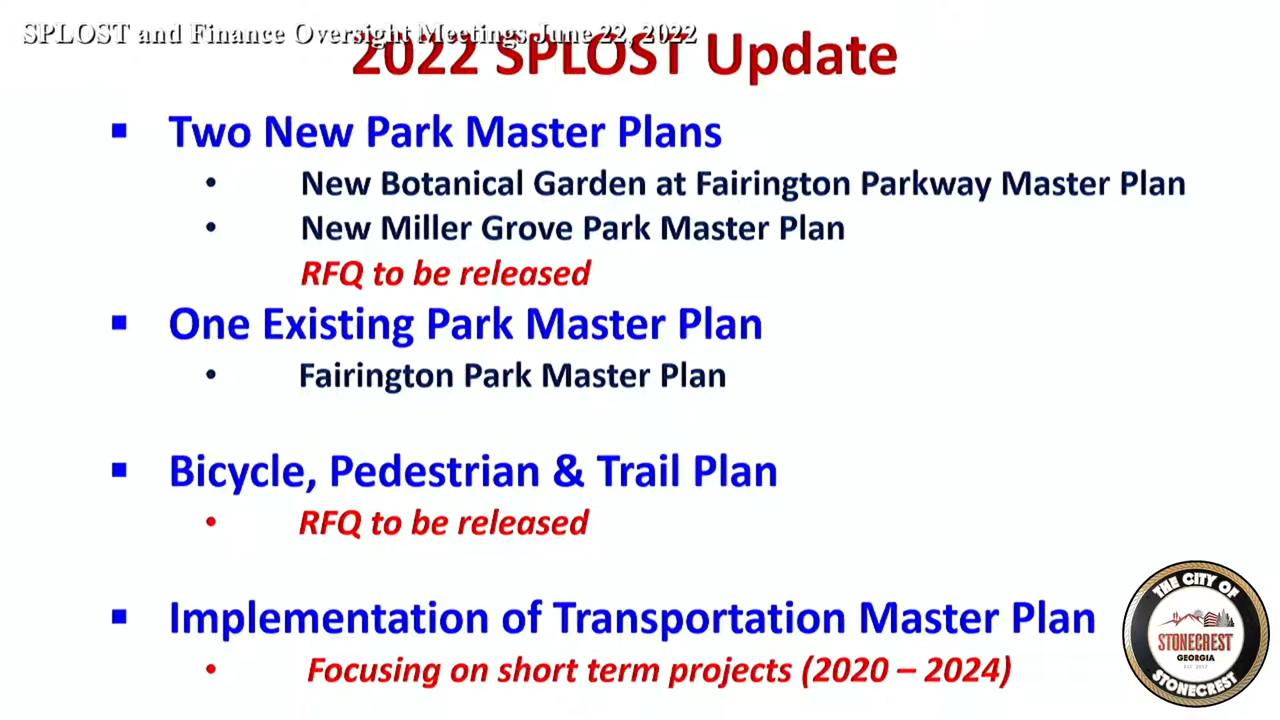 SPLOST and Finance Oversight Meetings June 22, 2022
2022 SPLOST Update
▪ Two New Park Master Plans
• New Botanical Garden at Fairington Parkway Master Plan
• New Miller Grove Park Master Plan
RFQ to be released
▪ One Existing Park Master Plan
• Fairington Park Master Plan
▪ Bicycle, Pedestrian & Trail Plan
• RFQ to be released
▪ Implementation of Transportation Master Plan
• Focusing on short term projects (2020 – 2024)
THE CITY OF
STONECREST
GEORGIA
EST. 2017
STONECREST